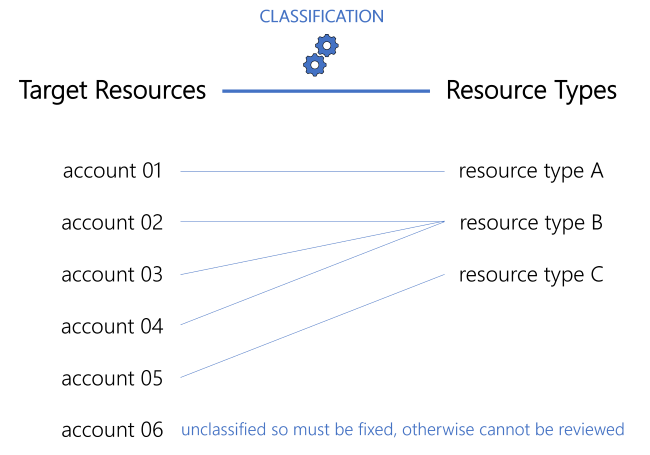 CLASSIFICATION
Target Resources Resource Types
account 01 resource type A
account 02 resource type B
account 03 resource type C
account 04
account 05
account 06 unclassified so must be fixed, otherwise cannot be reviewed